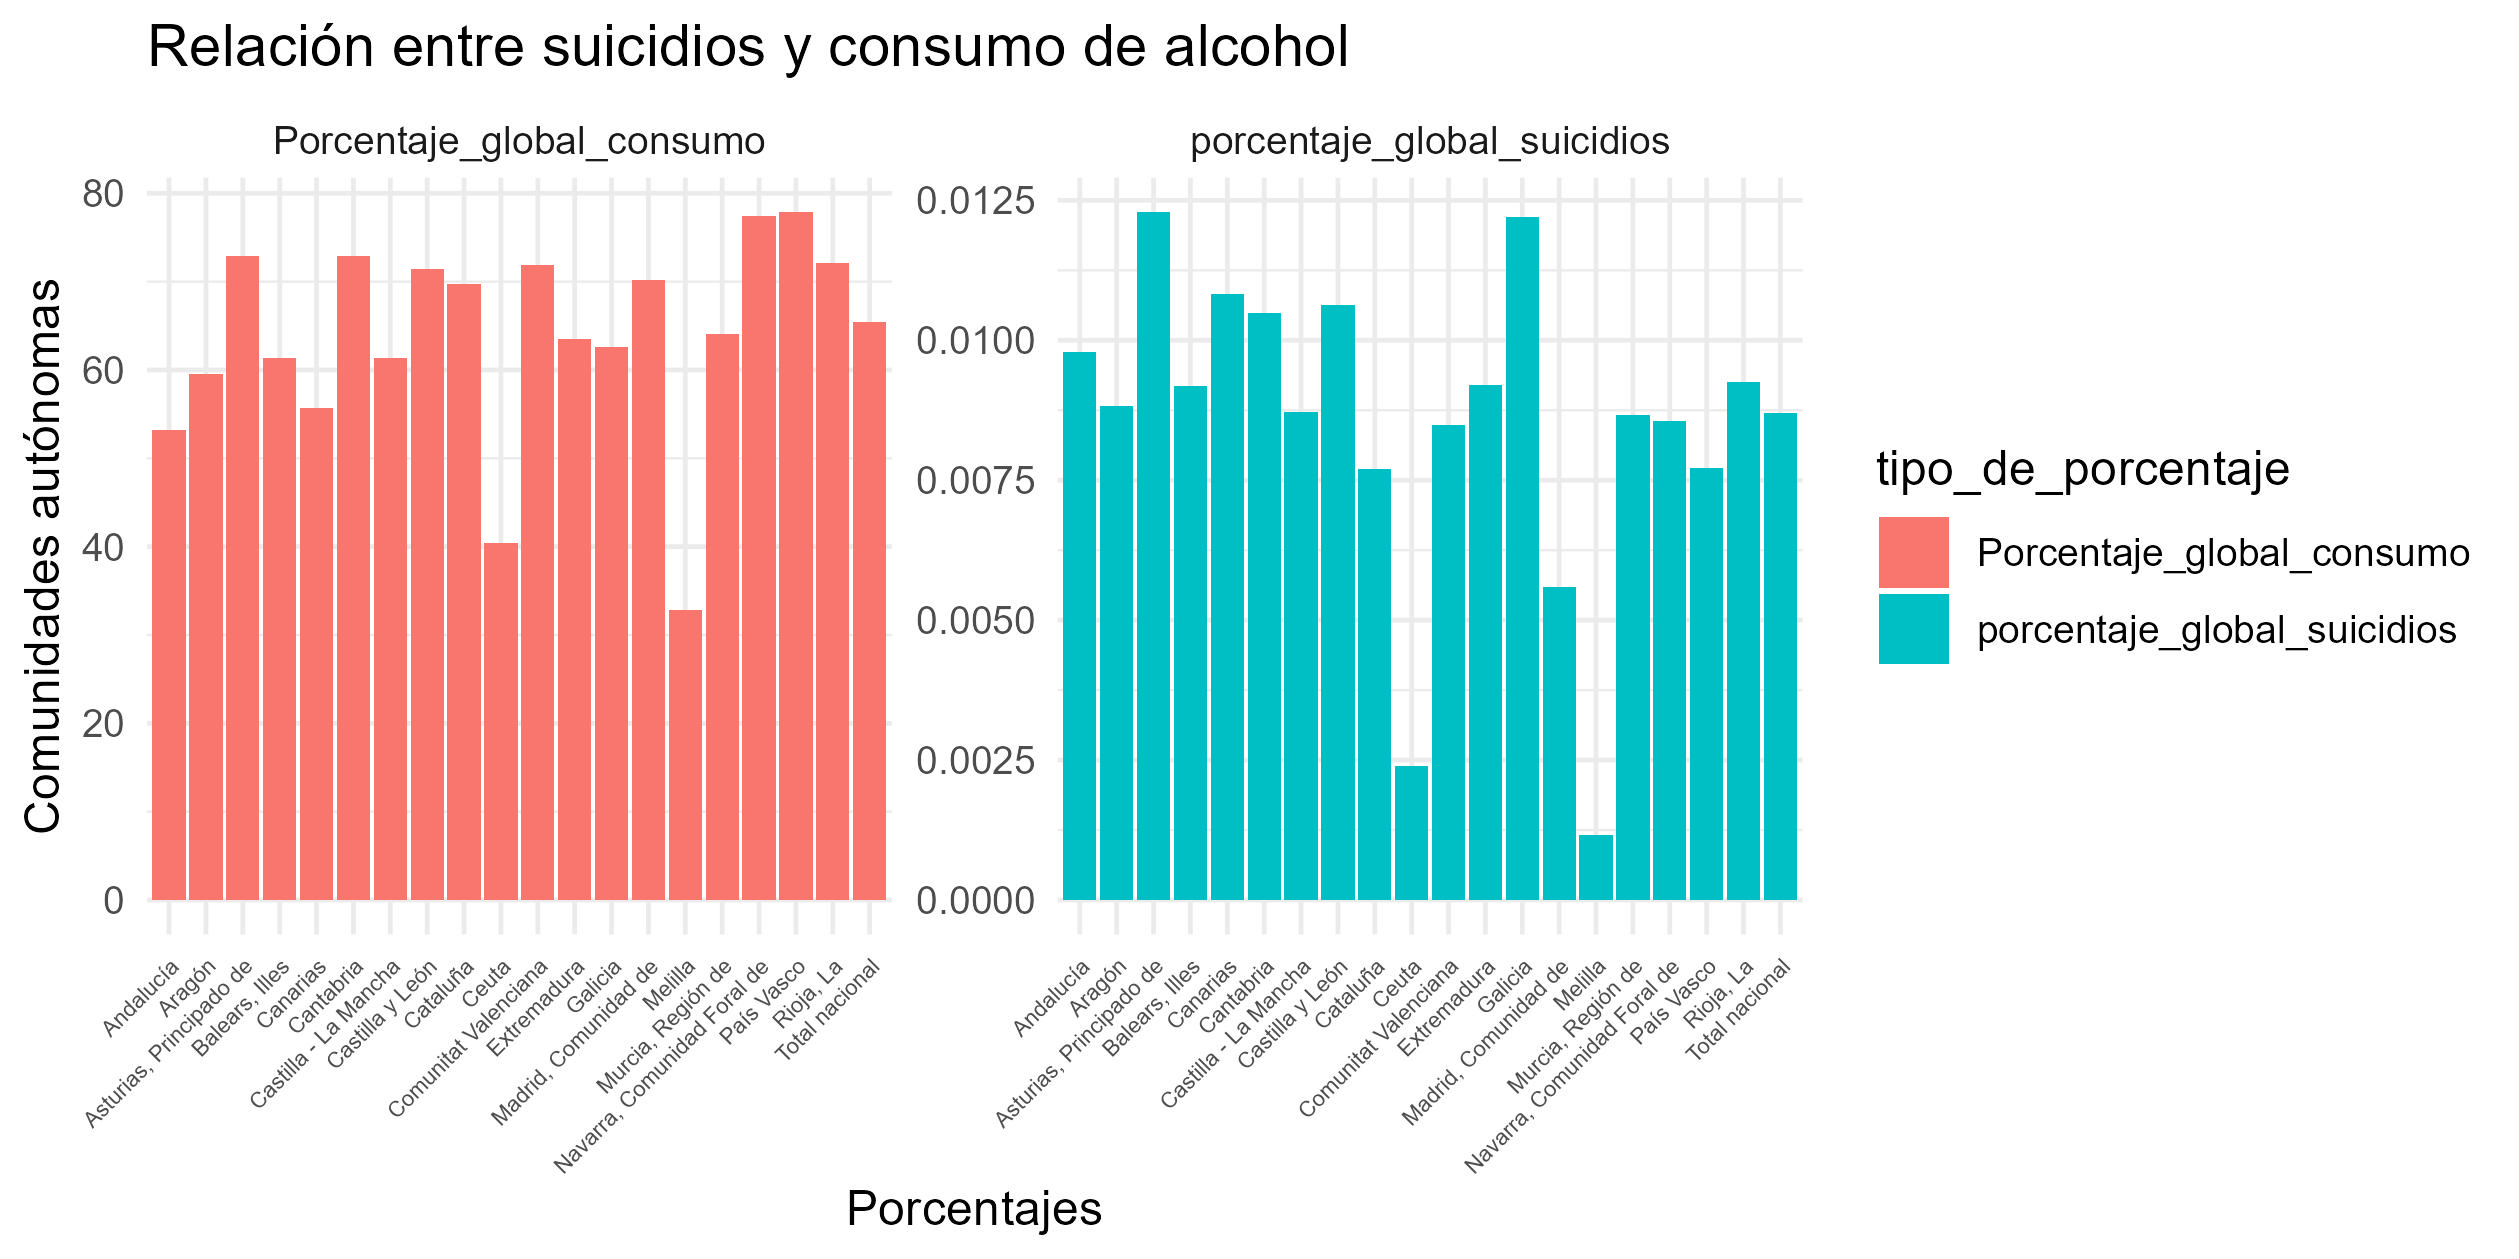 Relación entre suicidios y consumo de alcohol
Porcentaje_global_consumo
porcentaje_global_suicidios
Comunidades autónomas
80
60
40
20
0
0.0125
0.0100
0.0075
0.0050
0.0025
0.0000
Andalucía
Aragón
Asturias, Principado de
Balears, Illes
Canarias
Cantabria
Castilla - La Mancha
Castilla y León
Cataluña
Ceuta
Comunitat Valenciana
Extremadura
Galicia
Madrid, Comunidad de
Melilla
Murcia, Región de
Navarra, Comunidad Foral de
País Vasco
Rioja, La
Total nacional
Andalucía
Aragón
Asturias, Principado de
Balears, Illes
Canarias
Cantabria
Castilla - La Mancha
Castilla y León
Cataluña
Ceuta
Comunitat Valenciana
Extremadura
Galicia
Madrid, Comunidad de
Melilla
Murcia, Región de
Navarra, Comunidad Foral de
País Vasco
Rioja, La
Total nacional
Porcentajes
tipo_de_porcentaje
Porcentaje_global_consumo
porcentaje_global_suicidios